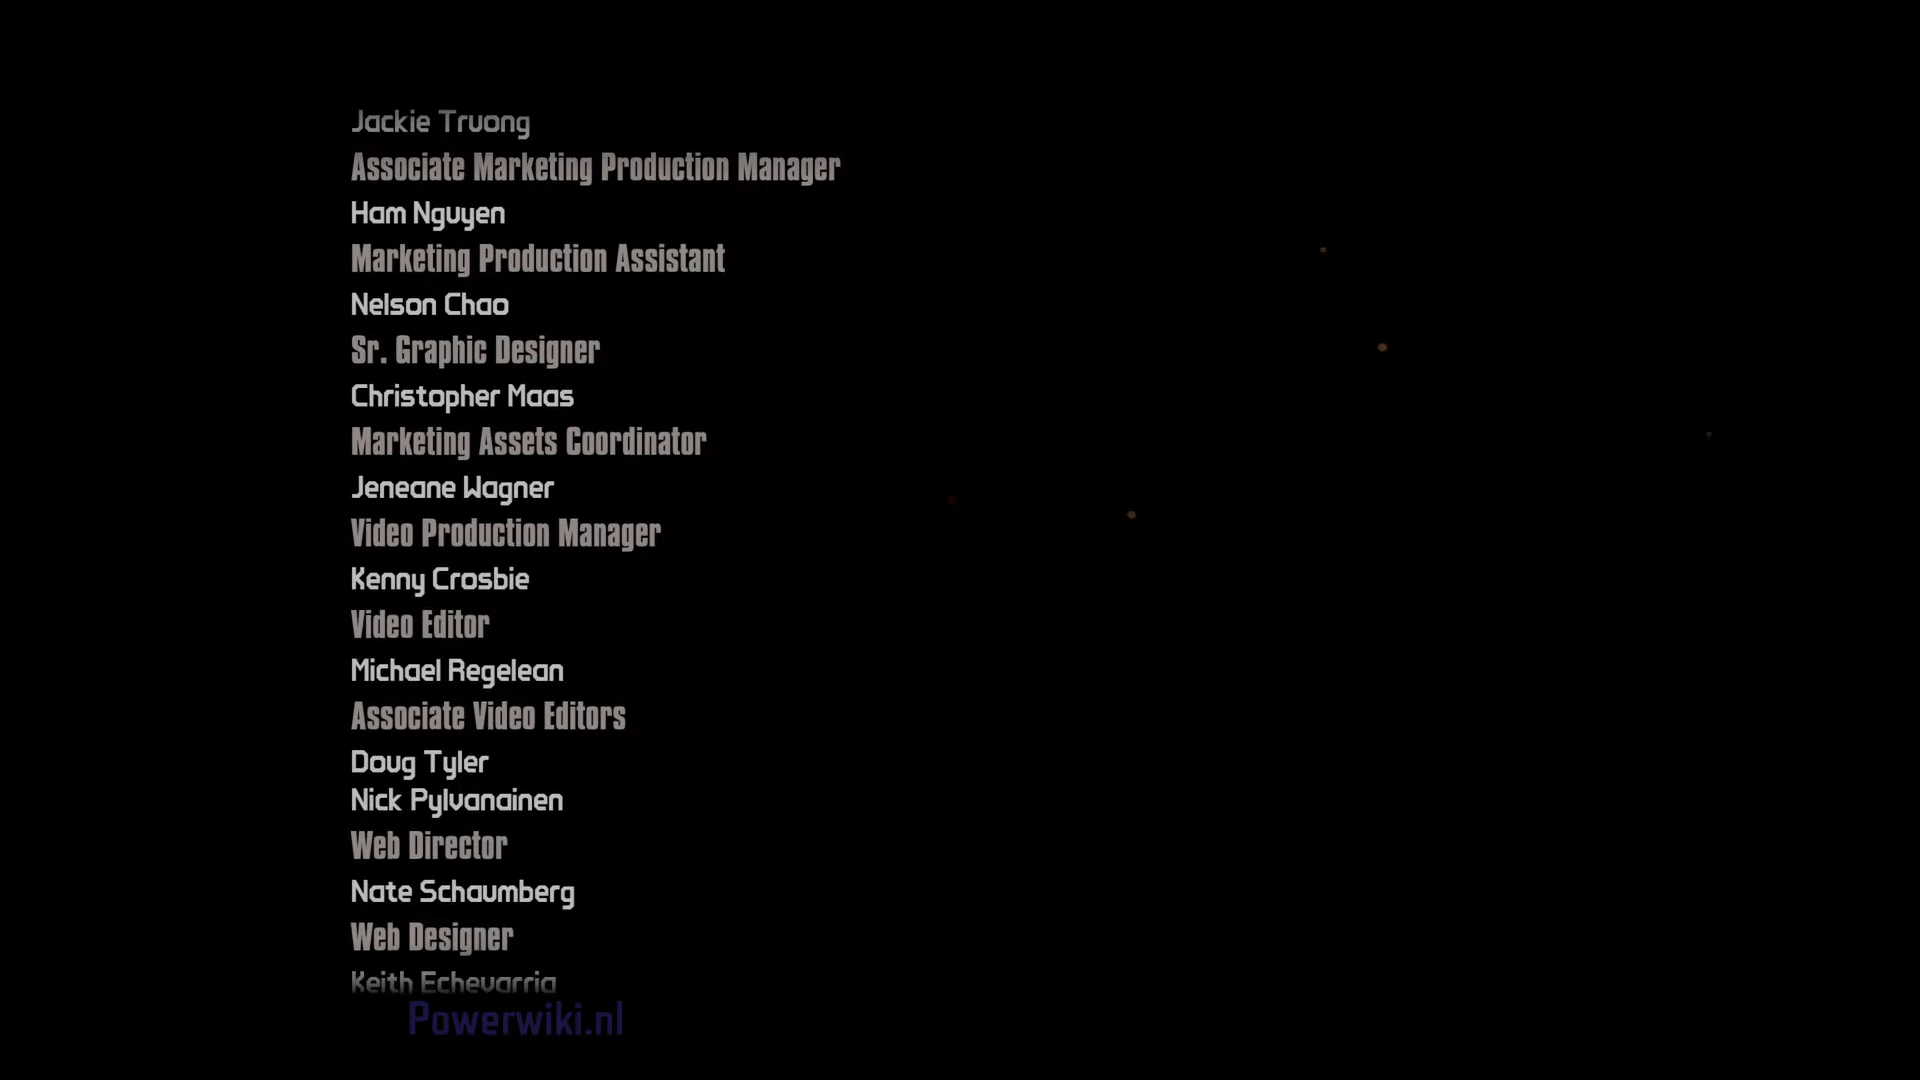 Jackie Truong
Associate Marketing Production Manager
Ham Nguyen
Marketing Production Assistant
Nelson Chao
Sr. Graphic Designer
Christopher Maas
Marketing Assets Coordinator
Jeneane Wagner
Video Production Manager
Kenny Crosbie
Video Editor
Michael Regelean
Associate Video Editors
Doug Tyler
Nick Pylvanainen
Web Director
Nate Schaumberg
Web Designer
Keith Echevarria
Powerwiki.nl